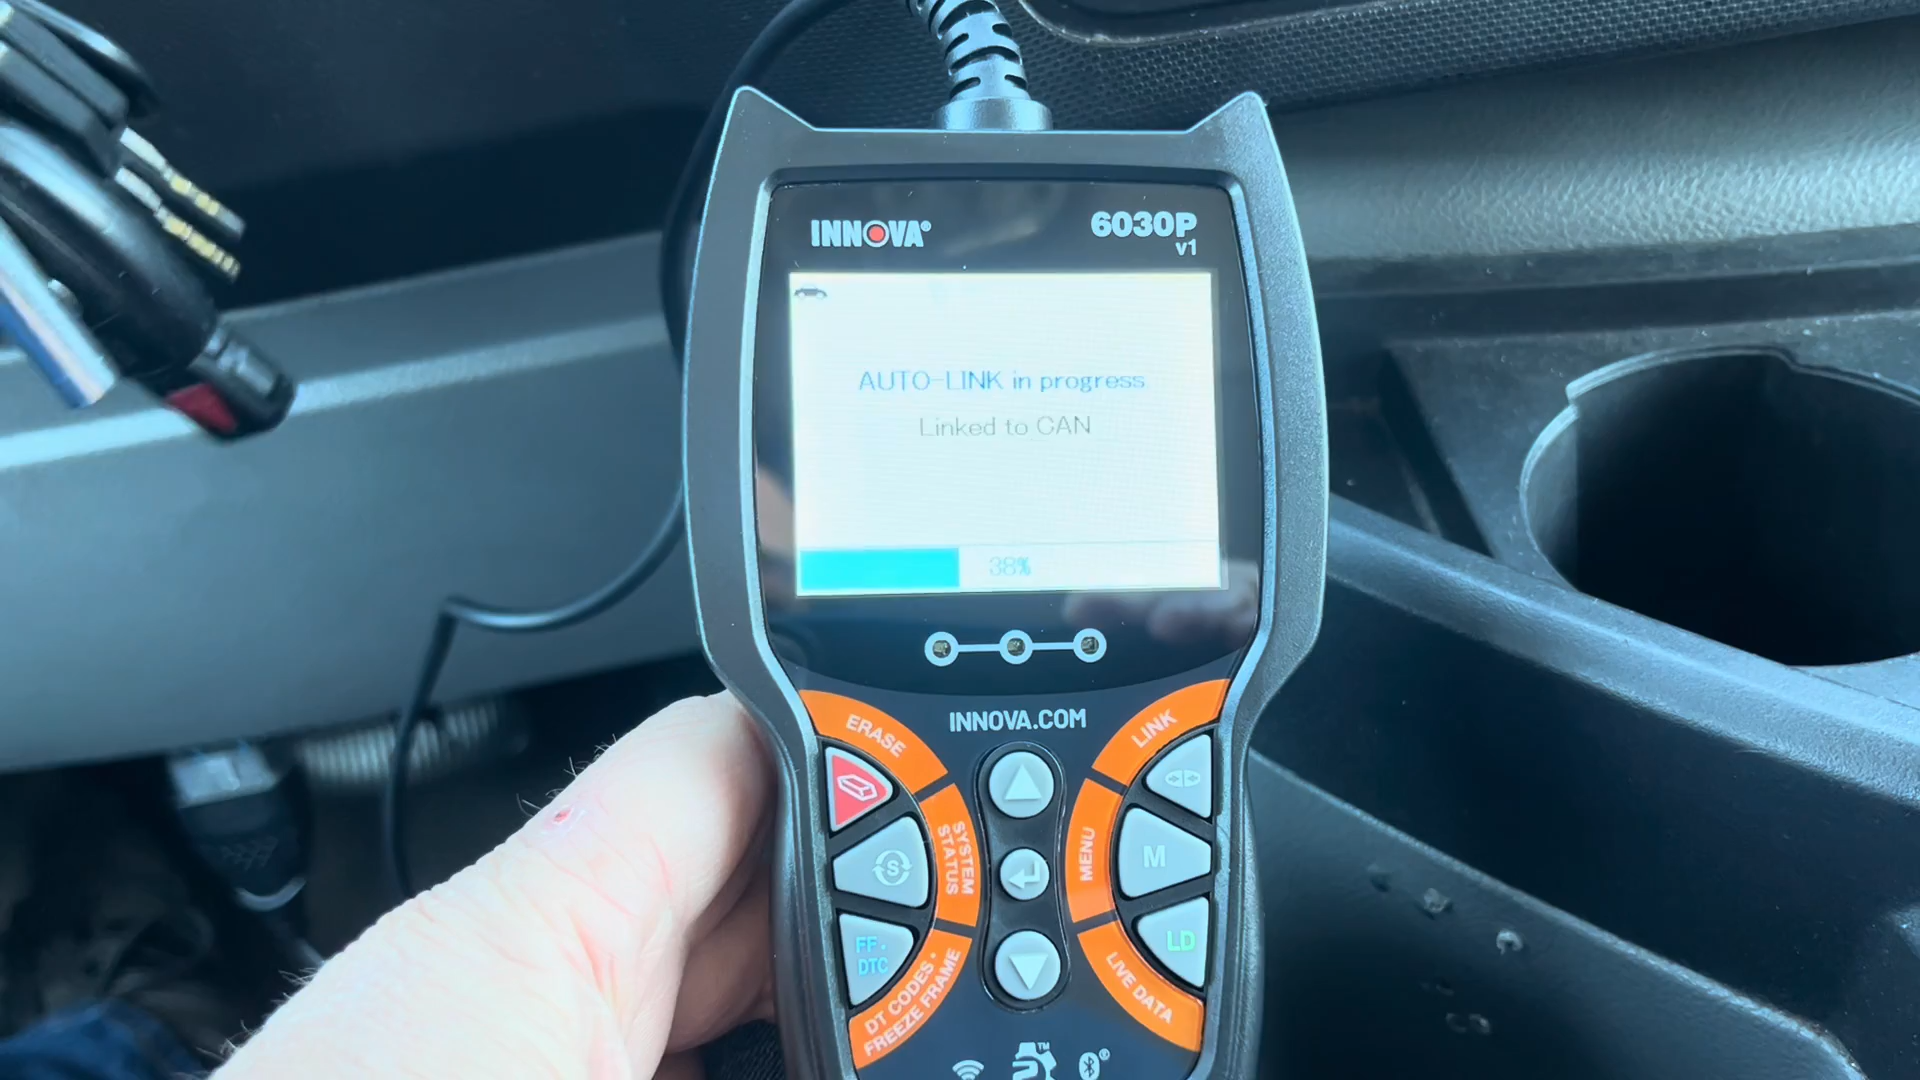 INNOVA®
6030P
v1
AUTO-LINK in progress
Linked to CAN
38%
INNOVA.COM
ERASE
LINK
SYSTEM
STATUS
S
MENU
M
FF·
DTC
LD
DT CODES·
FREEZE FRAME
LIVE DATA